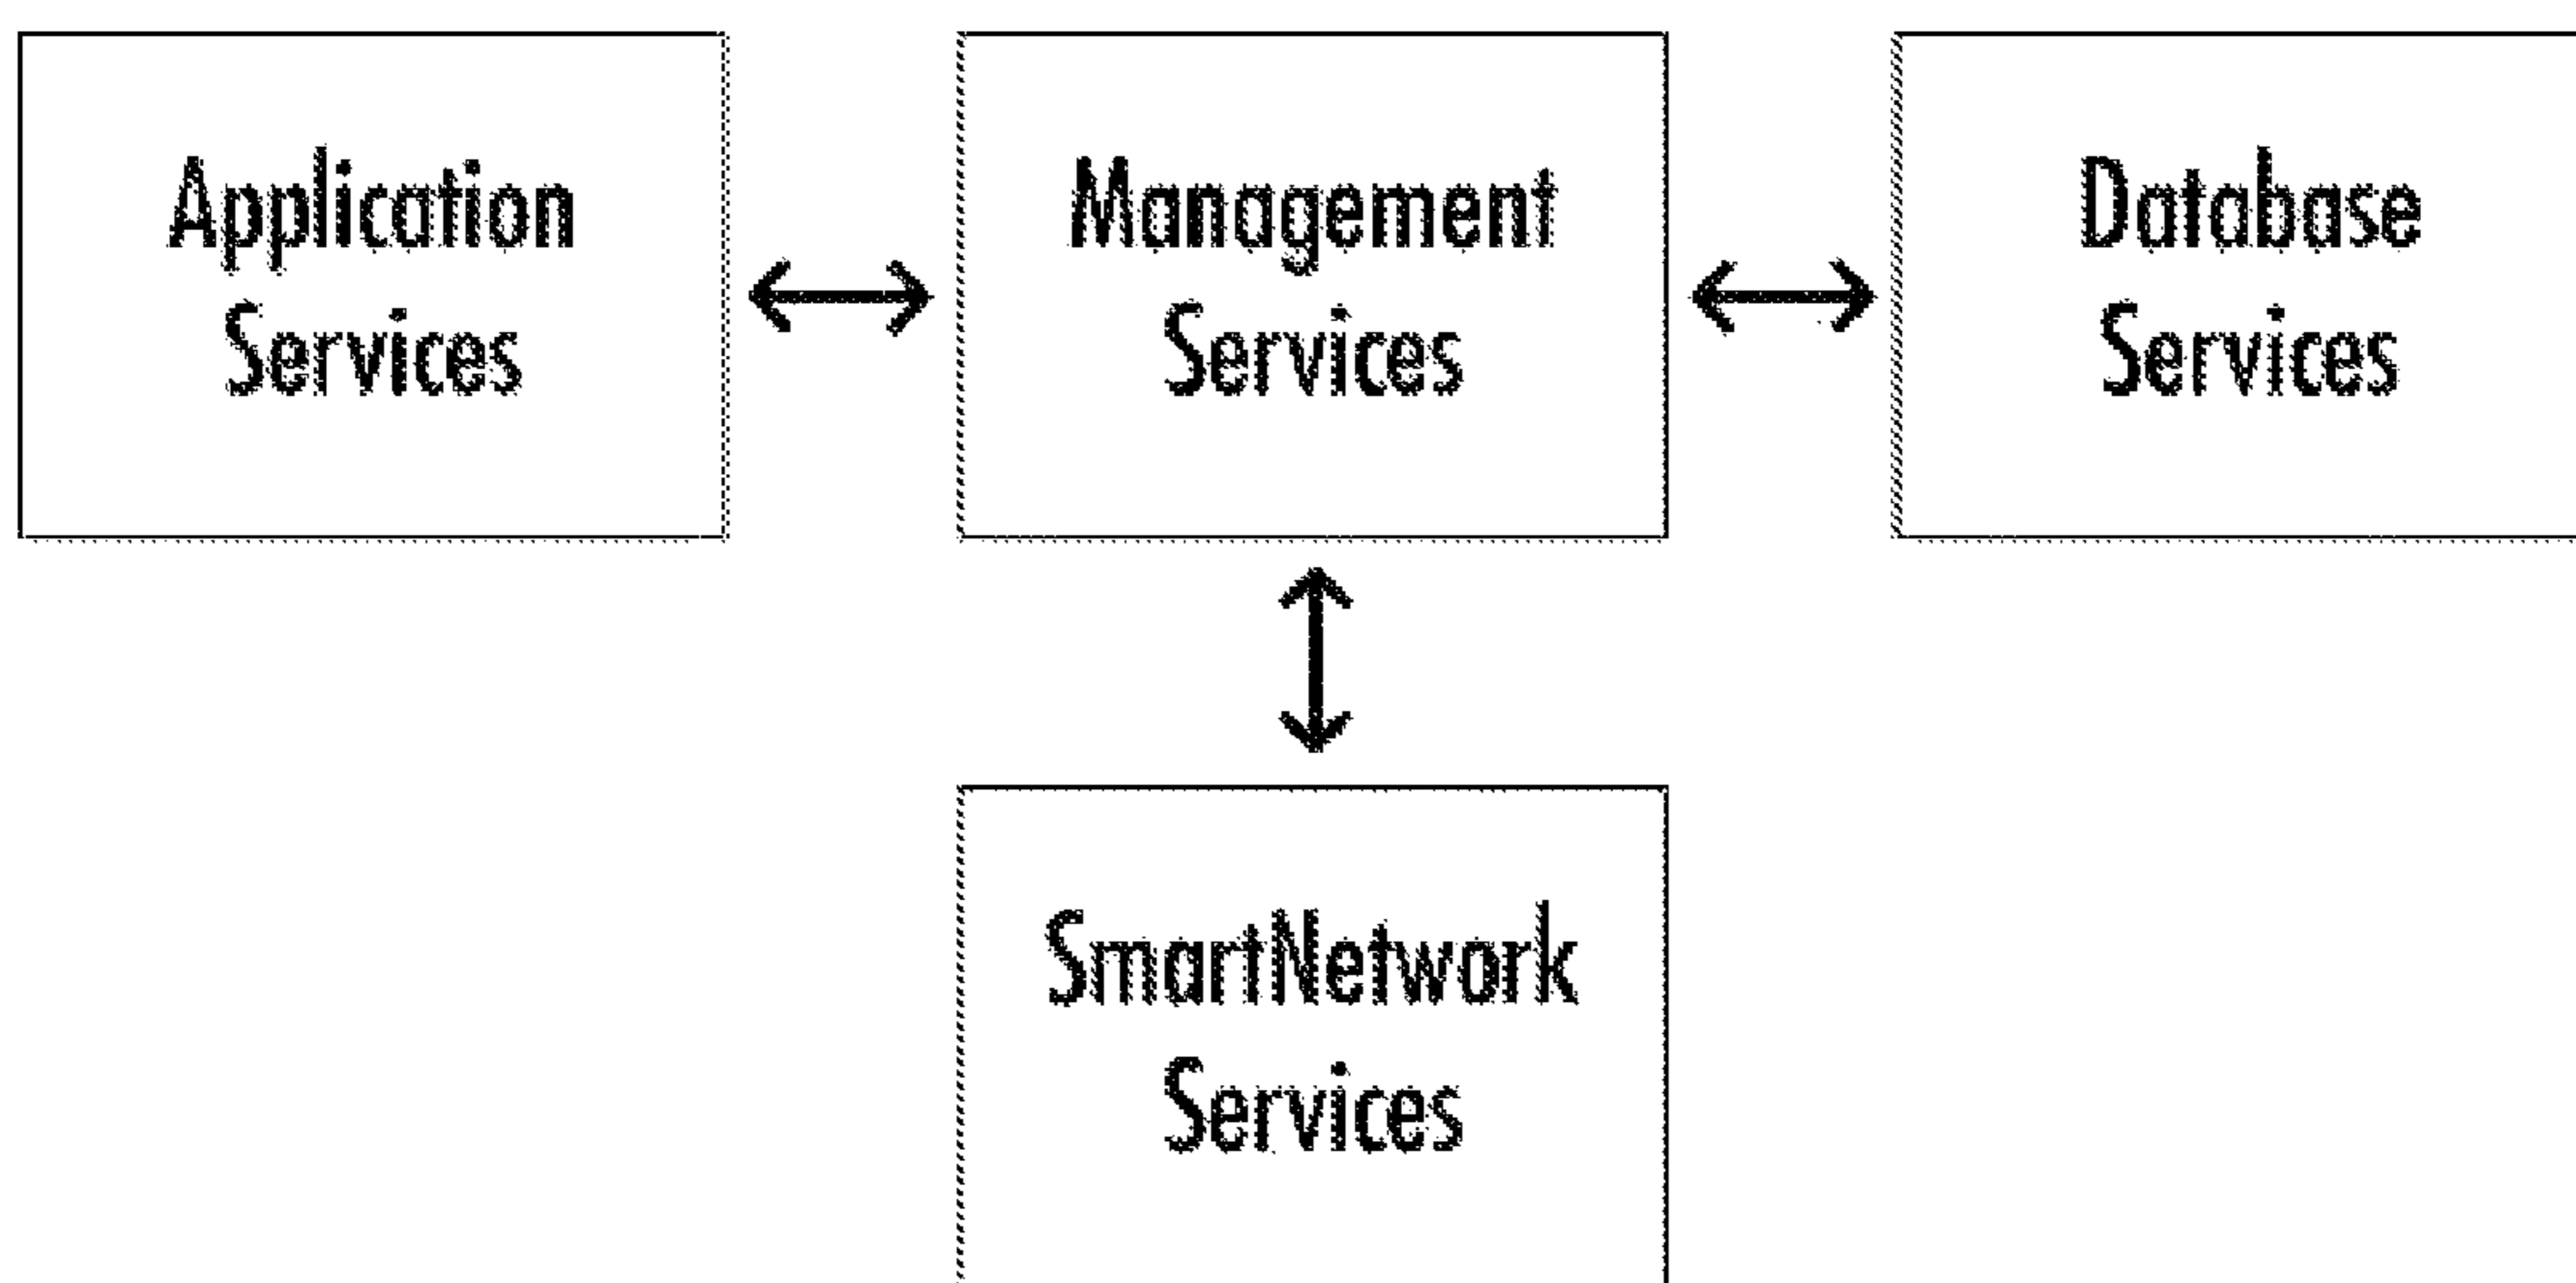 Application
Services
Management
Services
Database
Services
SmartNetwork
Services